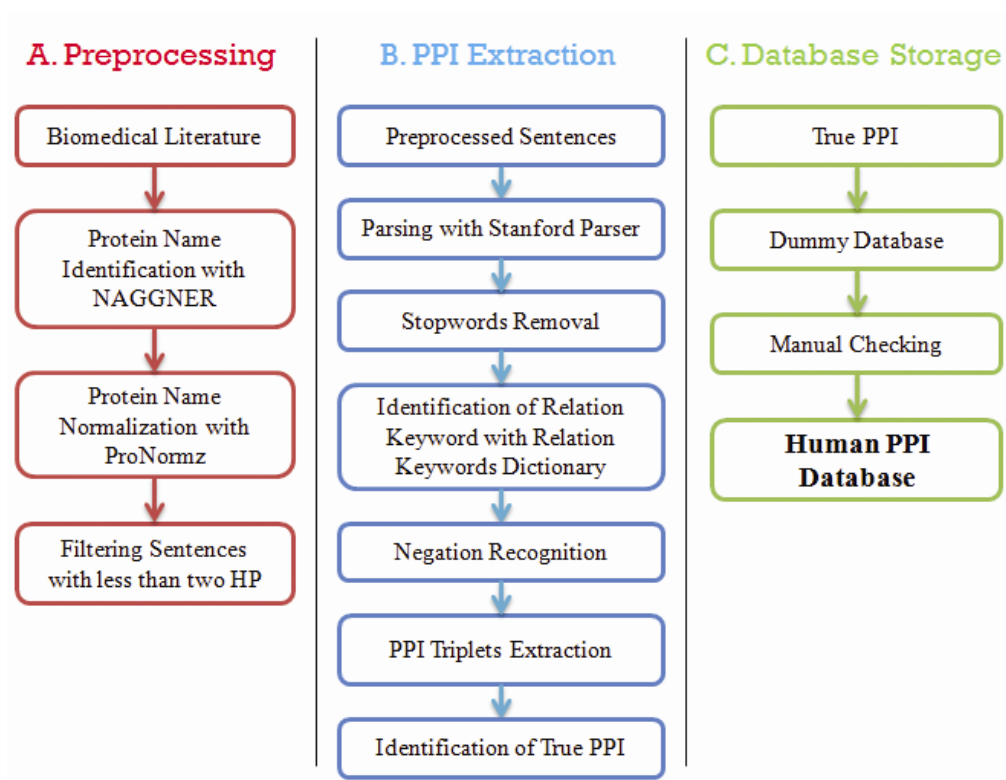 A. Preprocessing
Biomedical Literature
Protein Name
Identification with
NAGGNER
Protein Name
Normalization with
ProNormz
Filtering Sentences
with less than two HP
B. PPI Extraction
Preprocessed Sentences
Parsing with Stanford Parser
Stopwords Removal
Identification of Relation
Keyword with Relation
Keywords Dictionary
Negation Recognition
PPI Triplets Extraction
Identification of True PPI
C. Database Storage
True PPI
Dummy Database
Manual Checking
Human PPI
Database